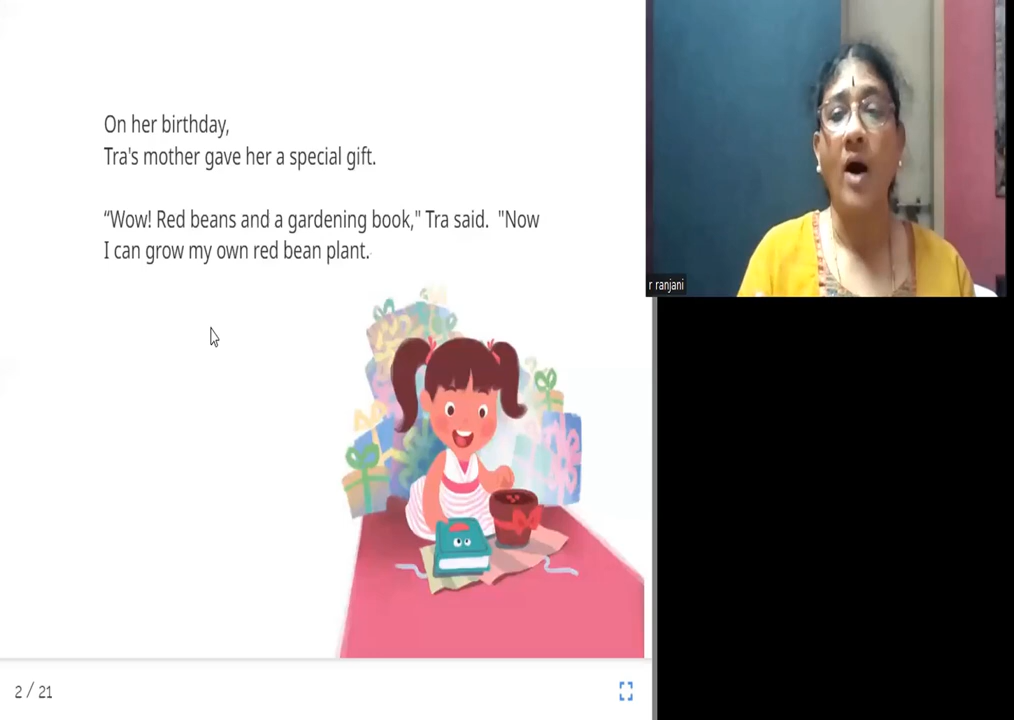 On her birthday,
Tra's mother gave her a special gift.
“Wow! Red beans and a gardening book," Tra said.  "Now
I can grow my own red bean plant.
r ranjani
2 / 21